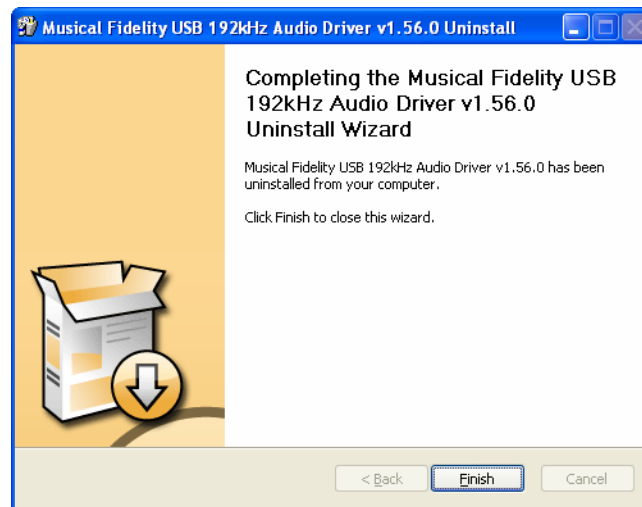 Musical Fidelity USB 192kHz Audio Driver v1.56.0 Uninstall
Completing the Musical Fidelity USB
192kHz Audio Driver v1.56.0
Uninstall Wizard
Musical Fidelity USB 192kHz Audio Driver v1.56.0 has been
uninstalled from your computer.
Click Finish to close this wizard.
< Back
Finish
Cancel